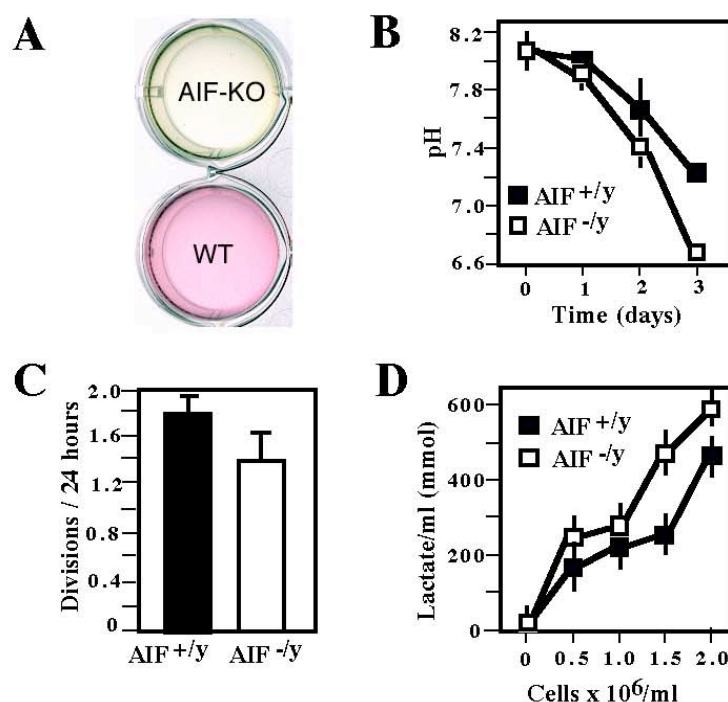 A
AIF-KO
WT
B
8.2
7.8
7.4
7.0
6.6
pH
AIF +/y
AIF -/y
0 1 2 3
Time (days)
C
2.0
1.6
1.2
0.8
0.4
0
Divisions / 24 hours
AIF +/y AIF -/y
D
600
400
200
0
Lactate/ml (mmol)
AIF +/y
AIF -/y
0 0.5 1.0 1.5 2.0
Cells x 10⁶/ml